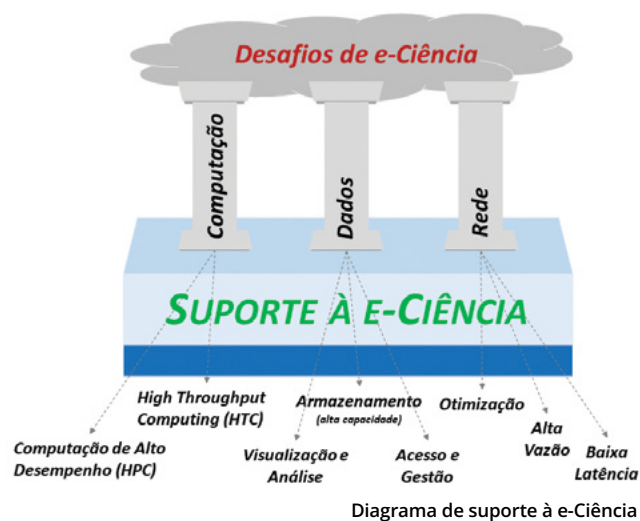 Desafios de e-Ciência
Computação
Dados
Rede
SUPORTE À E-CIÊNCIA
High Throughput
Computing (HTC)
Computação de Alto
Desempenho (HPC)
Armazenamento
(alta capacidade)
Visualização e
Análise
Acesso e
Gestão
Otimização
Alta
Vazão
Baixa
Latência
Diagrama de suporte à e-Ciência